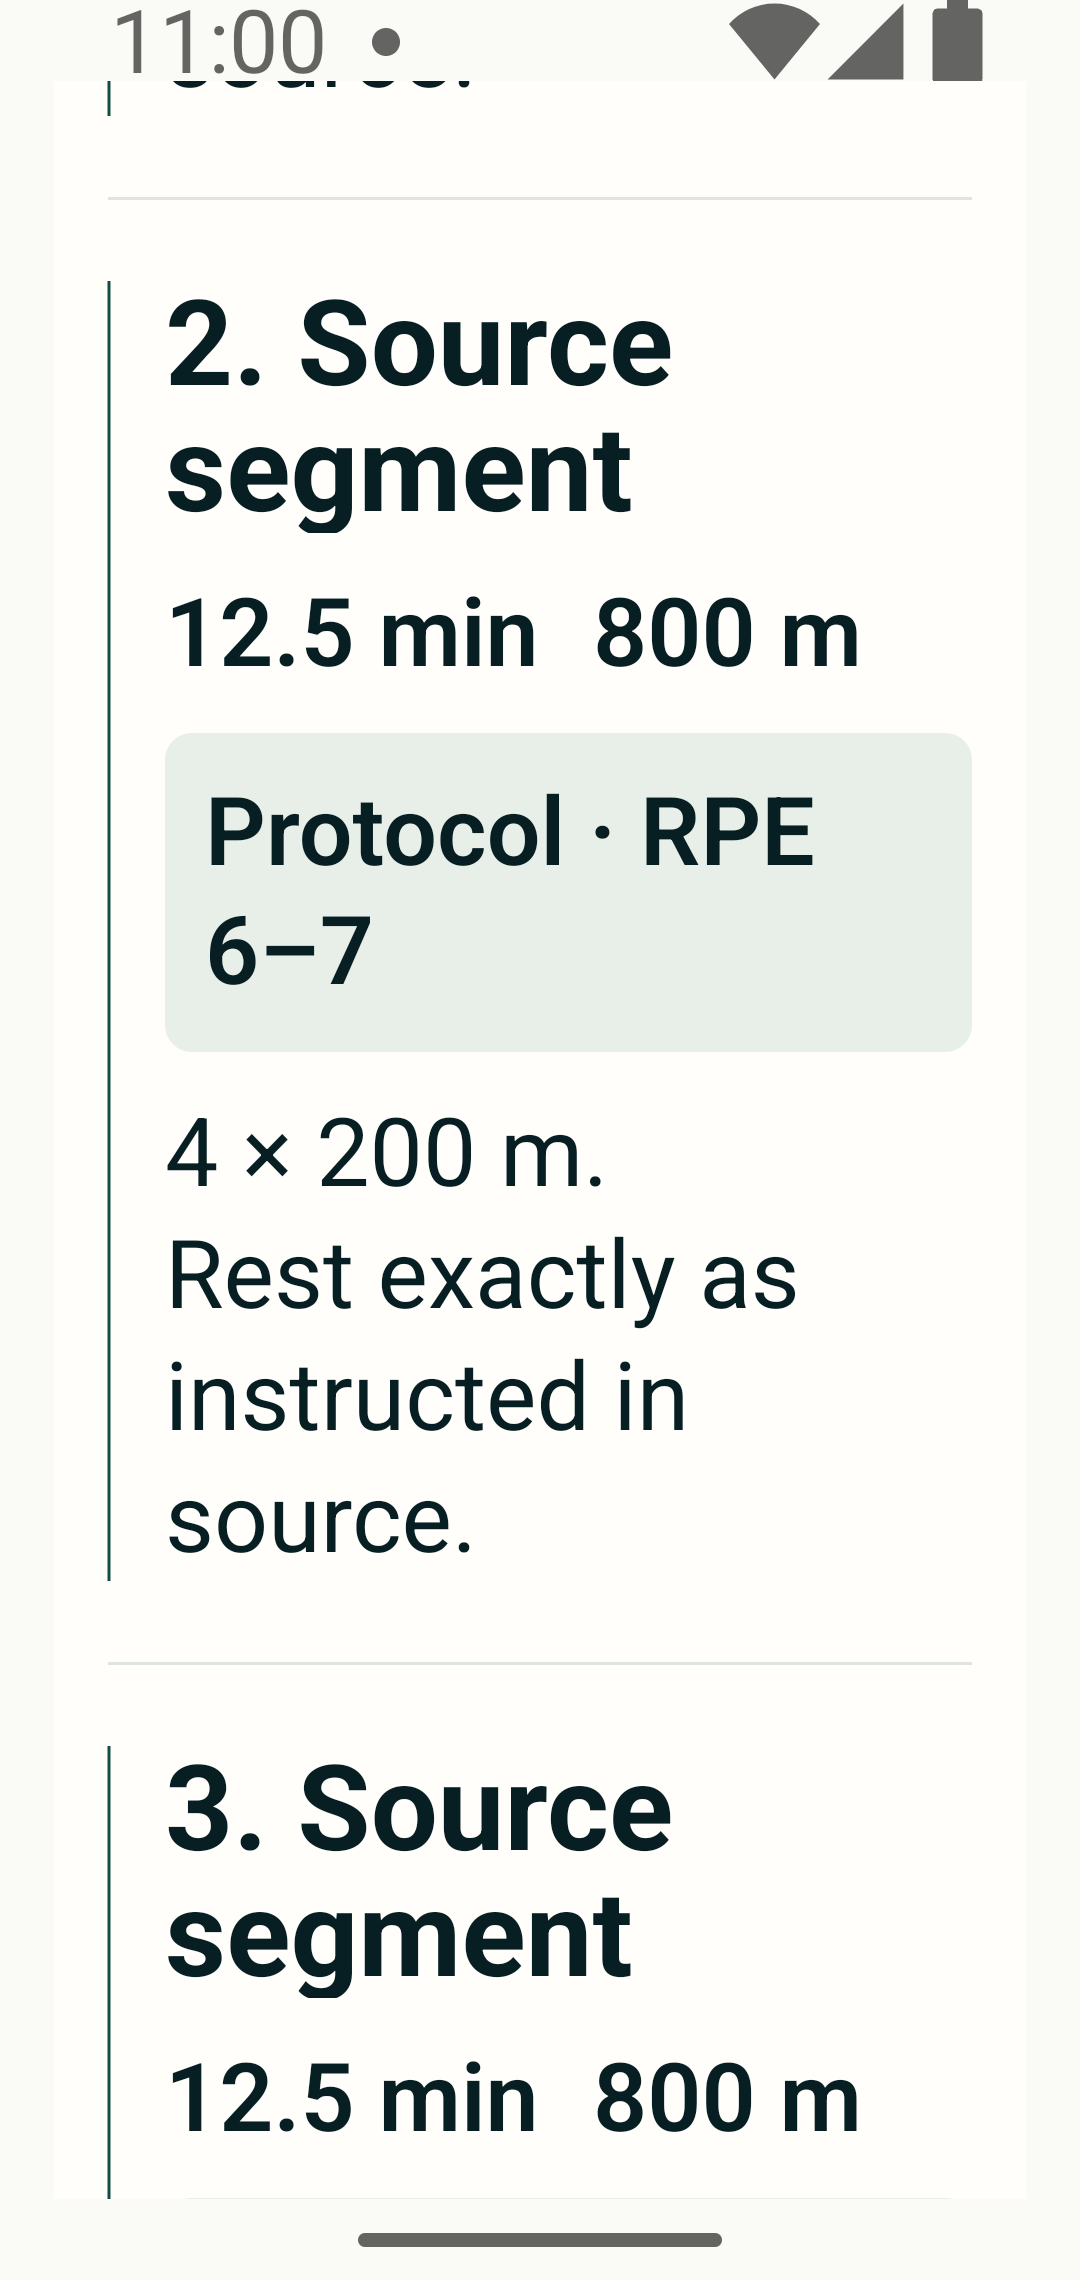 11:00
2. Source
segment
12.5 min 800 m
Protocol · RPE
6–7
4 × 200 m.
Rest exactly as
instructed in
source.
3. Source
segment
12.5 min 800 m